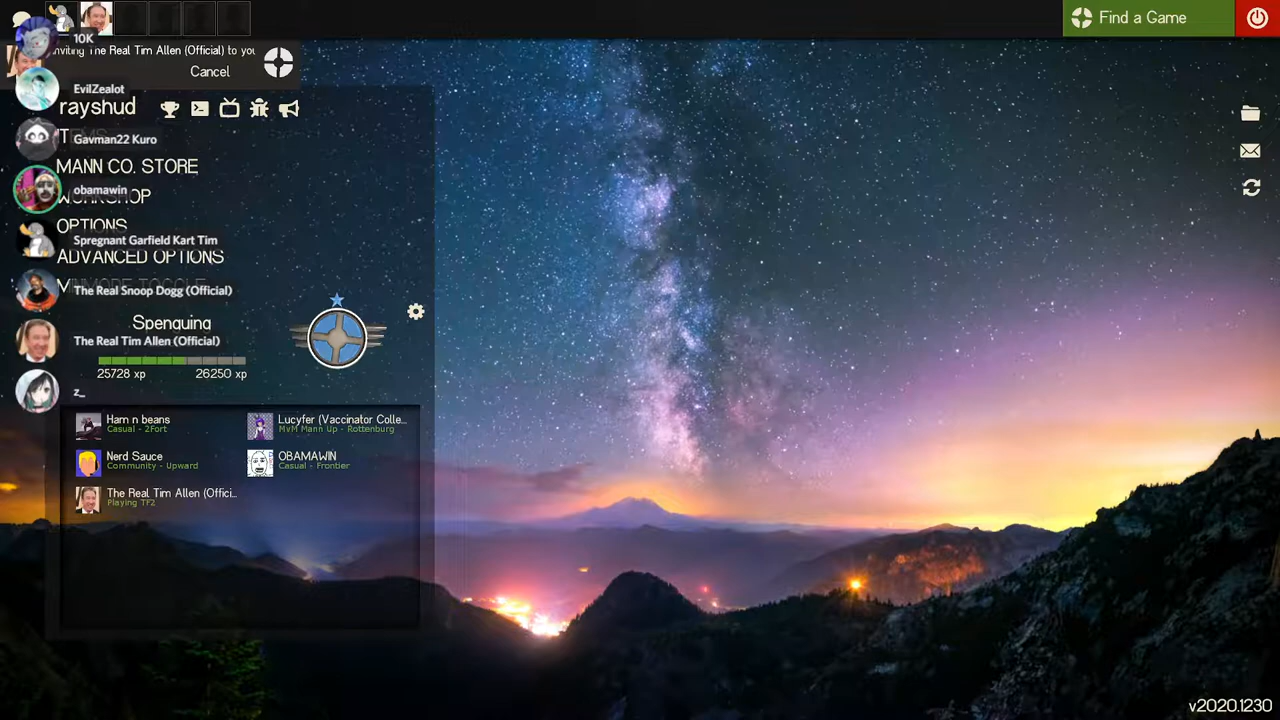 Find a Game
10K
nviting The Real Tim Allen (Official) to you
Cancel
EvilZealot
rayshud
Gavman22 Kuro
MANN CO. STORE
obamawin
WORKSHOP
OPTIONS
Spregnant Garfield Kart Tim
ADVANCED OPTIONS
The Real Snoop Dogg (Official)
Spenguing
The Real Tim Allen (Official)
25728 xp
26250 xp
z_
Ham n beans
Casual - 2Fort
Lucyfer (Vaccinator Colle...
MvM Mann Up - Rottenburg
Nerd Sauce
Community - Upward
OBAMAWIN
Casual - Frontier
The Real Tim Allen (Offici...
Playing TF2
v2020.1230